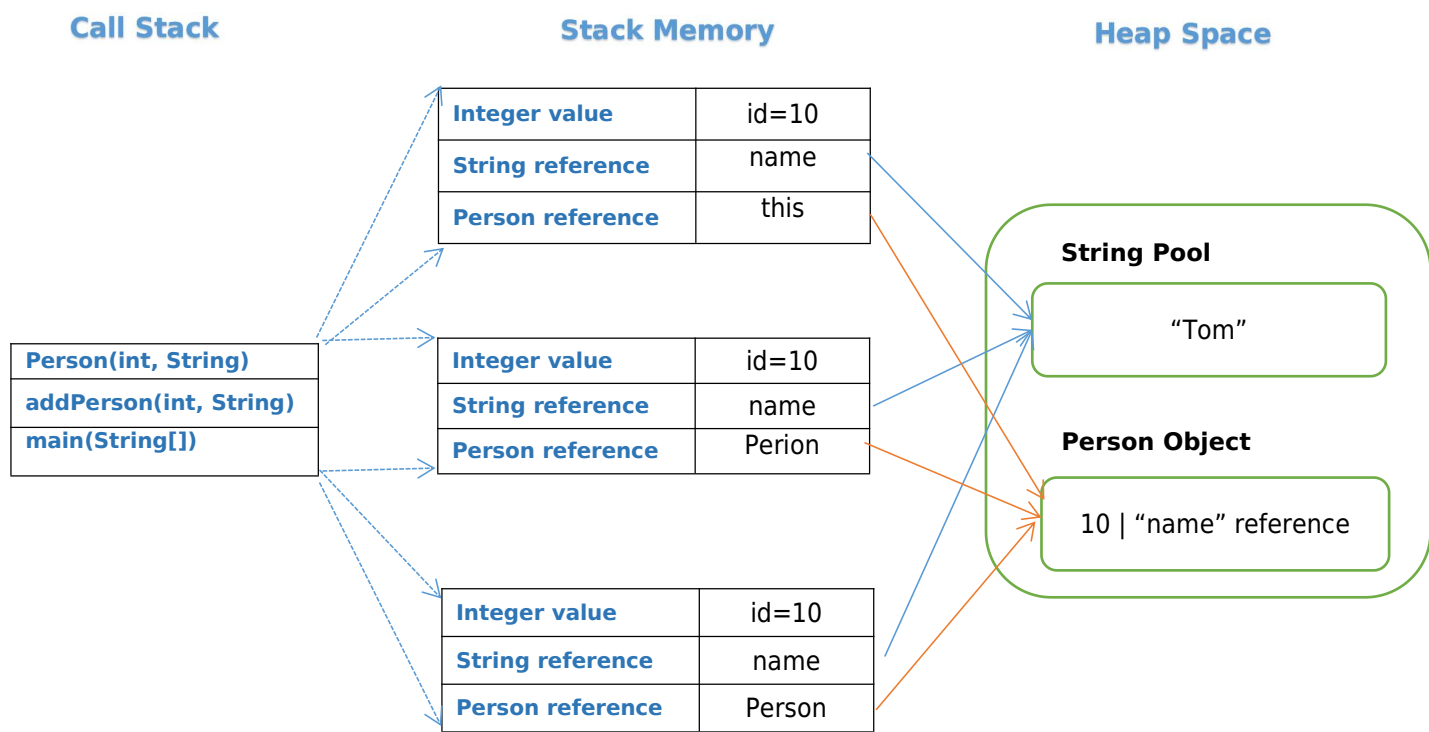 Call Stack
Stack Memory
Heap Space
Integer value
id=10
String reference
name
Person reference
this
Person(int, String)
addPerson(int, String)
main(String[])
Integer value
id=10
String reference
name
Person reference
Perion
Integer value
id=10
String reference
name
Person reference
Person
String Pool
“Tom”
Person Object
10 | “name” reference